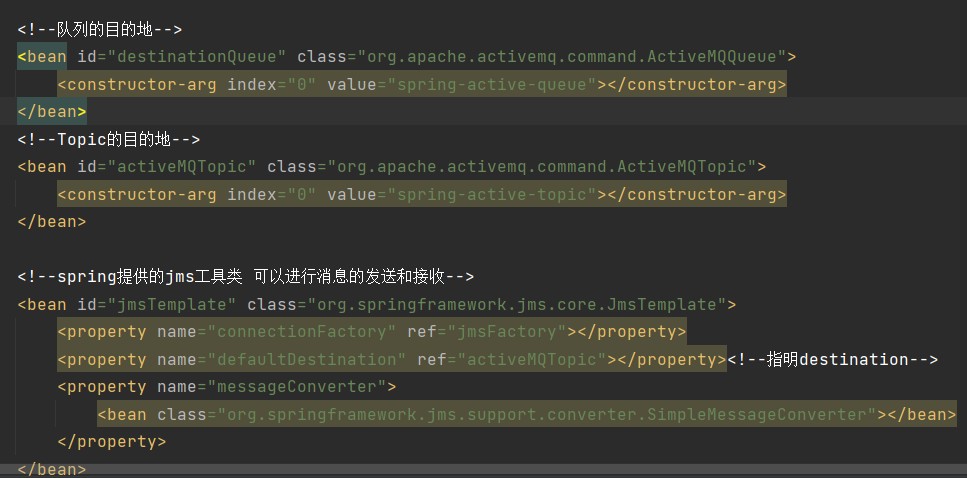 <!--队列的目的地-->
<bean id="destinationQueue" class="org.apache.activemq.command.ActiveMQQueue">
    <constructor-arg index="0" value="spring-active-queue"></constructor-arg>
</bean>
<!--Topic的目的地-->
<bean id="activeMQTopic" class="org.apache.activemq.command.ActiveMQTopic">
    <constructor-arg index="0" value="spring-active-topic"></constructor-arg>
</bean>
<!--spring提供的jms工具类 可以进行消息的发送和接收-->
<bean id="jmsTemplate" class="org.springframework.jms.core.JmsTemplate">
    <property name="connectionFactory" ref="jmsFactory"></property>
    <property name="defaultDestination" ref="activeMQTopic"></property><!--指明destination-->
    <property name="messageConverter">
        <bean class="org.springframework.jms.support.converter.SimpleMessageConverter"></bean>
    </property>
</bean>